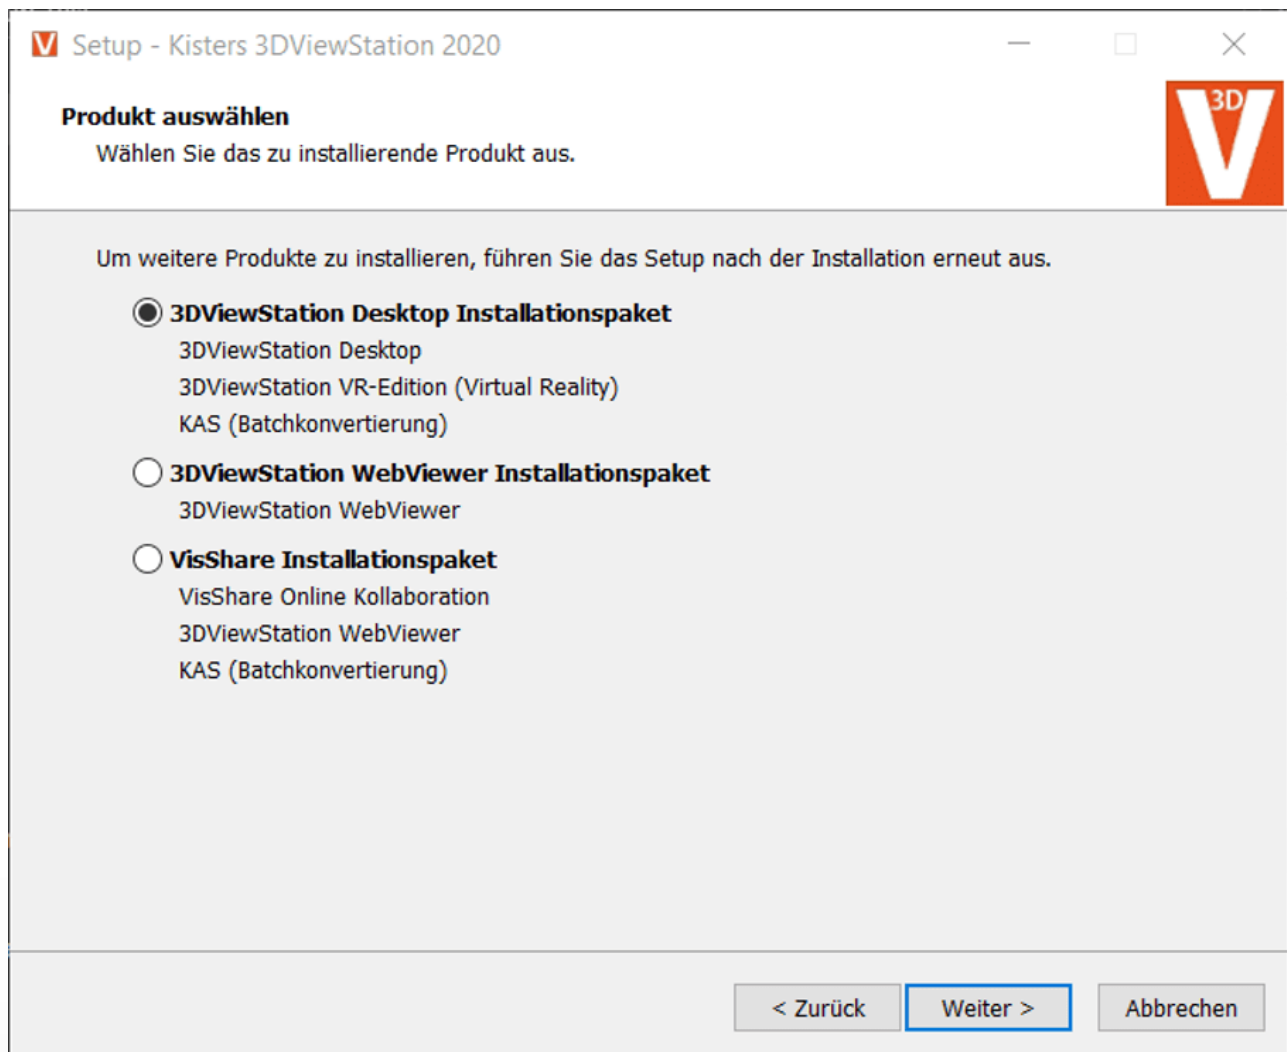 Setup - Kisters 3DViewStation 2020
3D
V
Produkt auswählen
Wählen Sie das zu installierende Produkt aus.
Um weitere Produkte zu installieren, führen Sie das Setup nach der Installation erneut aus.
3DViewStation Desktop Installationspaket
3DViewStation Desktop
3DViewStation VR-Edition (Virtual Reality)
KAS (Batchkonvertierung)
3DViewStation WebViewer Installationspaket
3DViewStation WebViewer
VisShare Installationspaket
VisShare Online Kollaboration
3DViewStation WebViewer
KAS (Batchkonvertierung)
< Zurück Weiter > Abbrechen